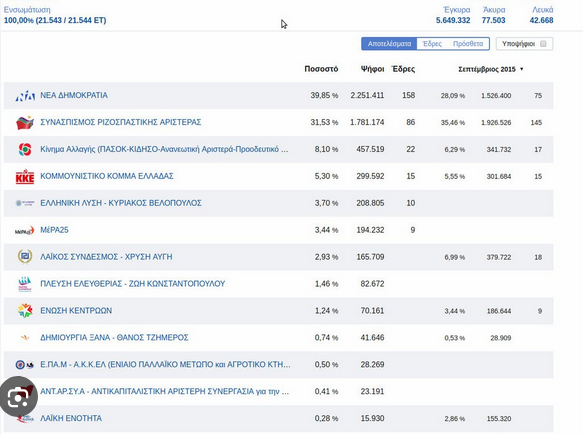 Ενσωμάτωση Έγκυρα Άκυρα Λευκά
100,00% (21.543 / 21.544 ΕΤ) 5.649.332 77.503 42.668
Αποτελέσματα Έδρες Πρόσθετα Υποψήφιοι
Ποσοστό Ψήφοι Έδρες Σεπτέμβριος 2015
ΝΕΑ ΔΗΜΟΚΡΑΤΙΑ 39,85 % 2.251.411 158 28,09 % 1.526.400 75
ΣΥΝΑΣΠΙΣΜΟΣ ΡΙΖΟΣΠΑΣΤΙΚΗΣ ΑΡΙΣΤΕΡΑΣ 31,53 % 1.781.174 86 35,46 % 1.926.526 145
Κίνημα Αλλαγής (ΠΑΣΟΚ-ΚΙΔΗΣΟ-Ανανεωτική Αριστερά-Προοδευτικό ... 8,10 % 457.519 22 6,29 % 341.732 17
KKE ΚΟΜΜΟΥΝΙΣΤΙΚΟ ΚΟΜΜΑ ΕΛΛΑΔΑΣ 5,30 % 299.592 15 5,55 % 301.684 15
ΕΛΛΗΝΙΚΗ ΛΥΣΗ - ΚΥΡΙΑΚΟΣ ΒΕΛΟΠΟΥΛΟΣ 3,70 % 208.805 10
ΜέΡΑ25 3,44 % 194.232 9
ΛΑΪΚΟΣ ΣΥΝΔΕΣΜΟΣ - ΧΡΥΣΗ ΑΥΓΗ 2,93 % 165.709 6,99 % 379.722 18
ΠΛΕΥΣΗ ΕΛΕΥΘΕΡΙΑΣ - ΖΩΗ ΚΩΝΣΤΑΝΤΟΠΟΥΛΟΥ 1,46 % 82.672
ΕΝΩΣΗ ΚΕΝΤΡΩΩΝ 1,24 % 70.161 3,44 % 186.644 9
ΔΗΜΙΟΥΡΓΙΑ ΞΑΝΑ - ΘΑΝΟΣ ΤΖΗΜΕΡΟΣ 0,74 % 41.646 0,53 % 28.909
Ε.ΠΑ.Μ - Α.Κ.Κ.ΕΛ (ΕΝΙΑΙΟ ΠΑΛΛΑΪΚΟ ΜΕΤΩΠΟ και ΑΓΡΟΤΙΚΟ ΚΤΗ... 0,50 % 28.269
ΑΝΤ.ΑΡ.ΣΥ.Α - ΑΝΤΙΚΑΠΙΤΑΛΙΣΤΙΚΗ ΑΡΙΣΤΕΡΗ ΣΥΝΕΡΓΑΣΙΑ για την ... 0,41 % 23.191
ΛΑΪΚΗ ΕΝΟΤΗΤΑ 0,28 % 15.930 2,86 % 155.320